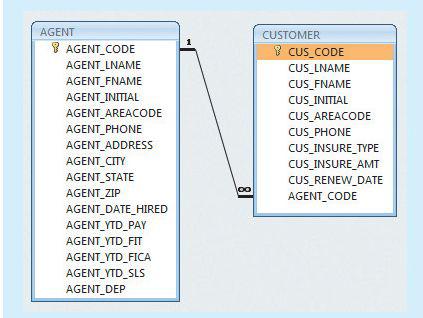 AGENT
AGENT_CODE
AGENT_LNAME
AGENT_FNAME
AGENT_INITIAL
AGENT_AREACODE
AGENT_PHONE
AGENT_ADDRESS
AGENT_CITY
AGENT_STATE
AGENT_ZIP
AGENT_DATE_HIRED
AGENT_YTD_PAY
AGENT_YTD_FIT
AGENT_YTD_FICA
AGENT_YTD_SLS
AGENT_DEP
1
∞
CUSTOMER
CUS_CODE
CUS_LNAME
CUS_FNAME
CUS_INITIAL
CUS_AREACODE
CUS_PHONE
CUS_INSURE_TYPE
CUS_INSURE_AMT
CUS_RENEW_DATE
AGENT_CODE